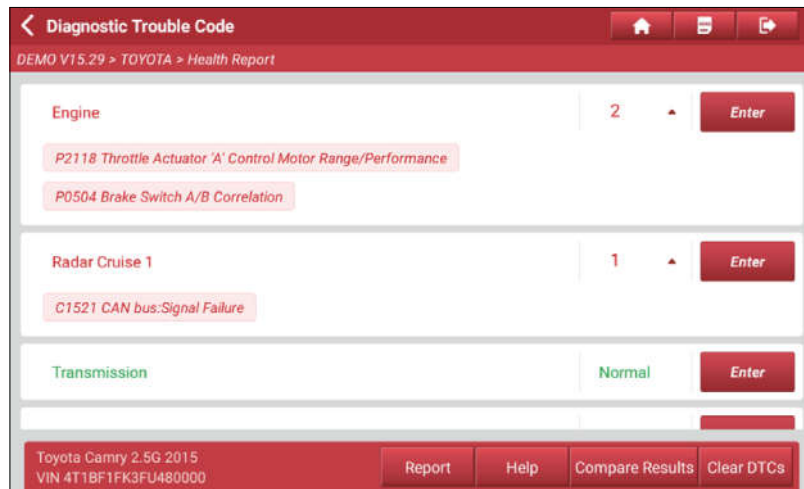 Diagnostic Trouble Code
DEMO V15.29 > TOYOTA > Health Report
Engine 2 Enter
P2118 Throttle Actuator 'A' Control Motor Range/Performance
P0504 Brake Switch A/B Correlation
Radar Cruise 1 1 Enter
C1521 CAN bus:Signal Failure
Transmission Normal Enter
Toyota Camry 2.5G 2015
VIN 4T1BF1FK3FU480000
Report Help Compare Results Clear DTCs